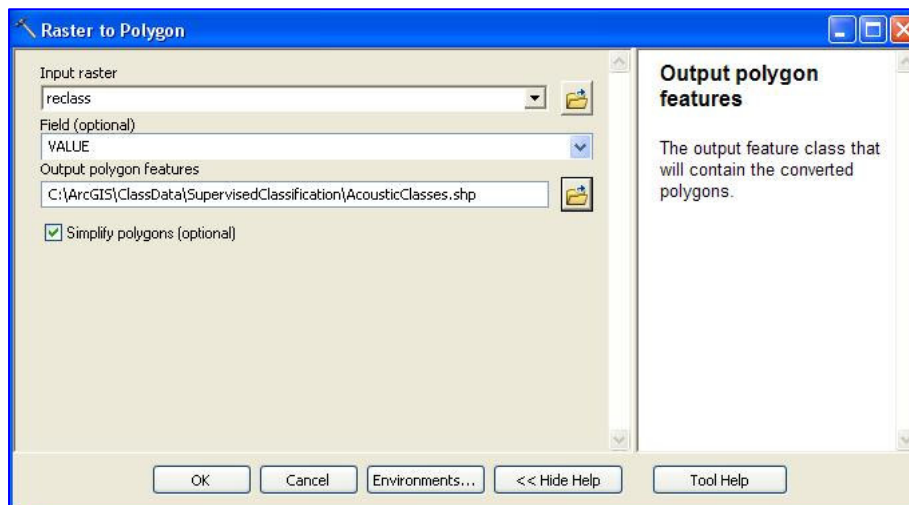 Raster to Polygon
Input raster
reclass
Field (optional)
VALUE
Output polygon features
C:\ArcGIS\ClassData\SupervisedClassification\AcousticClasses.shp
Simplify polygons (optional)
Output polygon
features
The output feature class that
will contain the converted
polygons.
OK
Cancel
Environments...
<< Hide Help
Tool Help